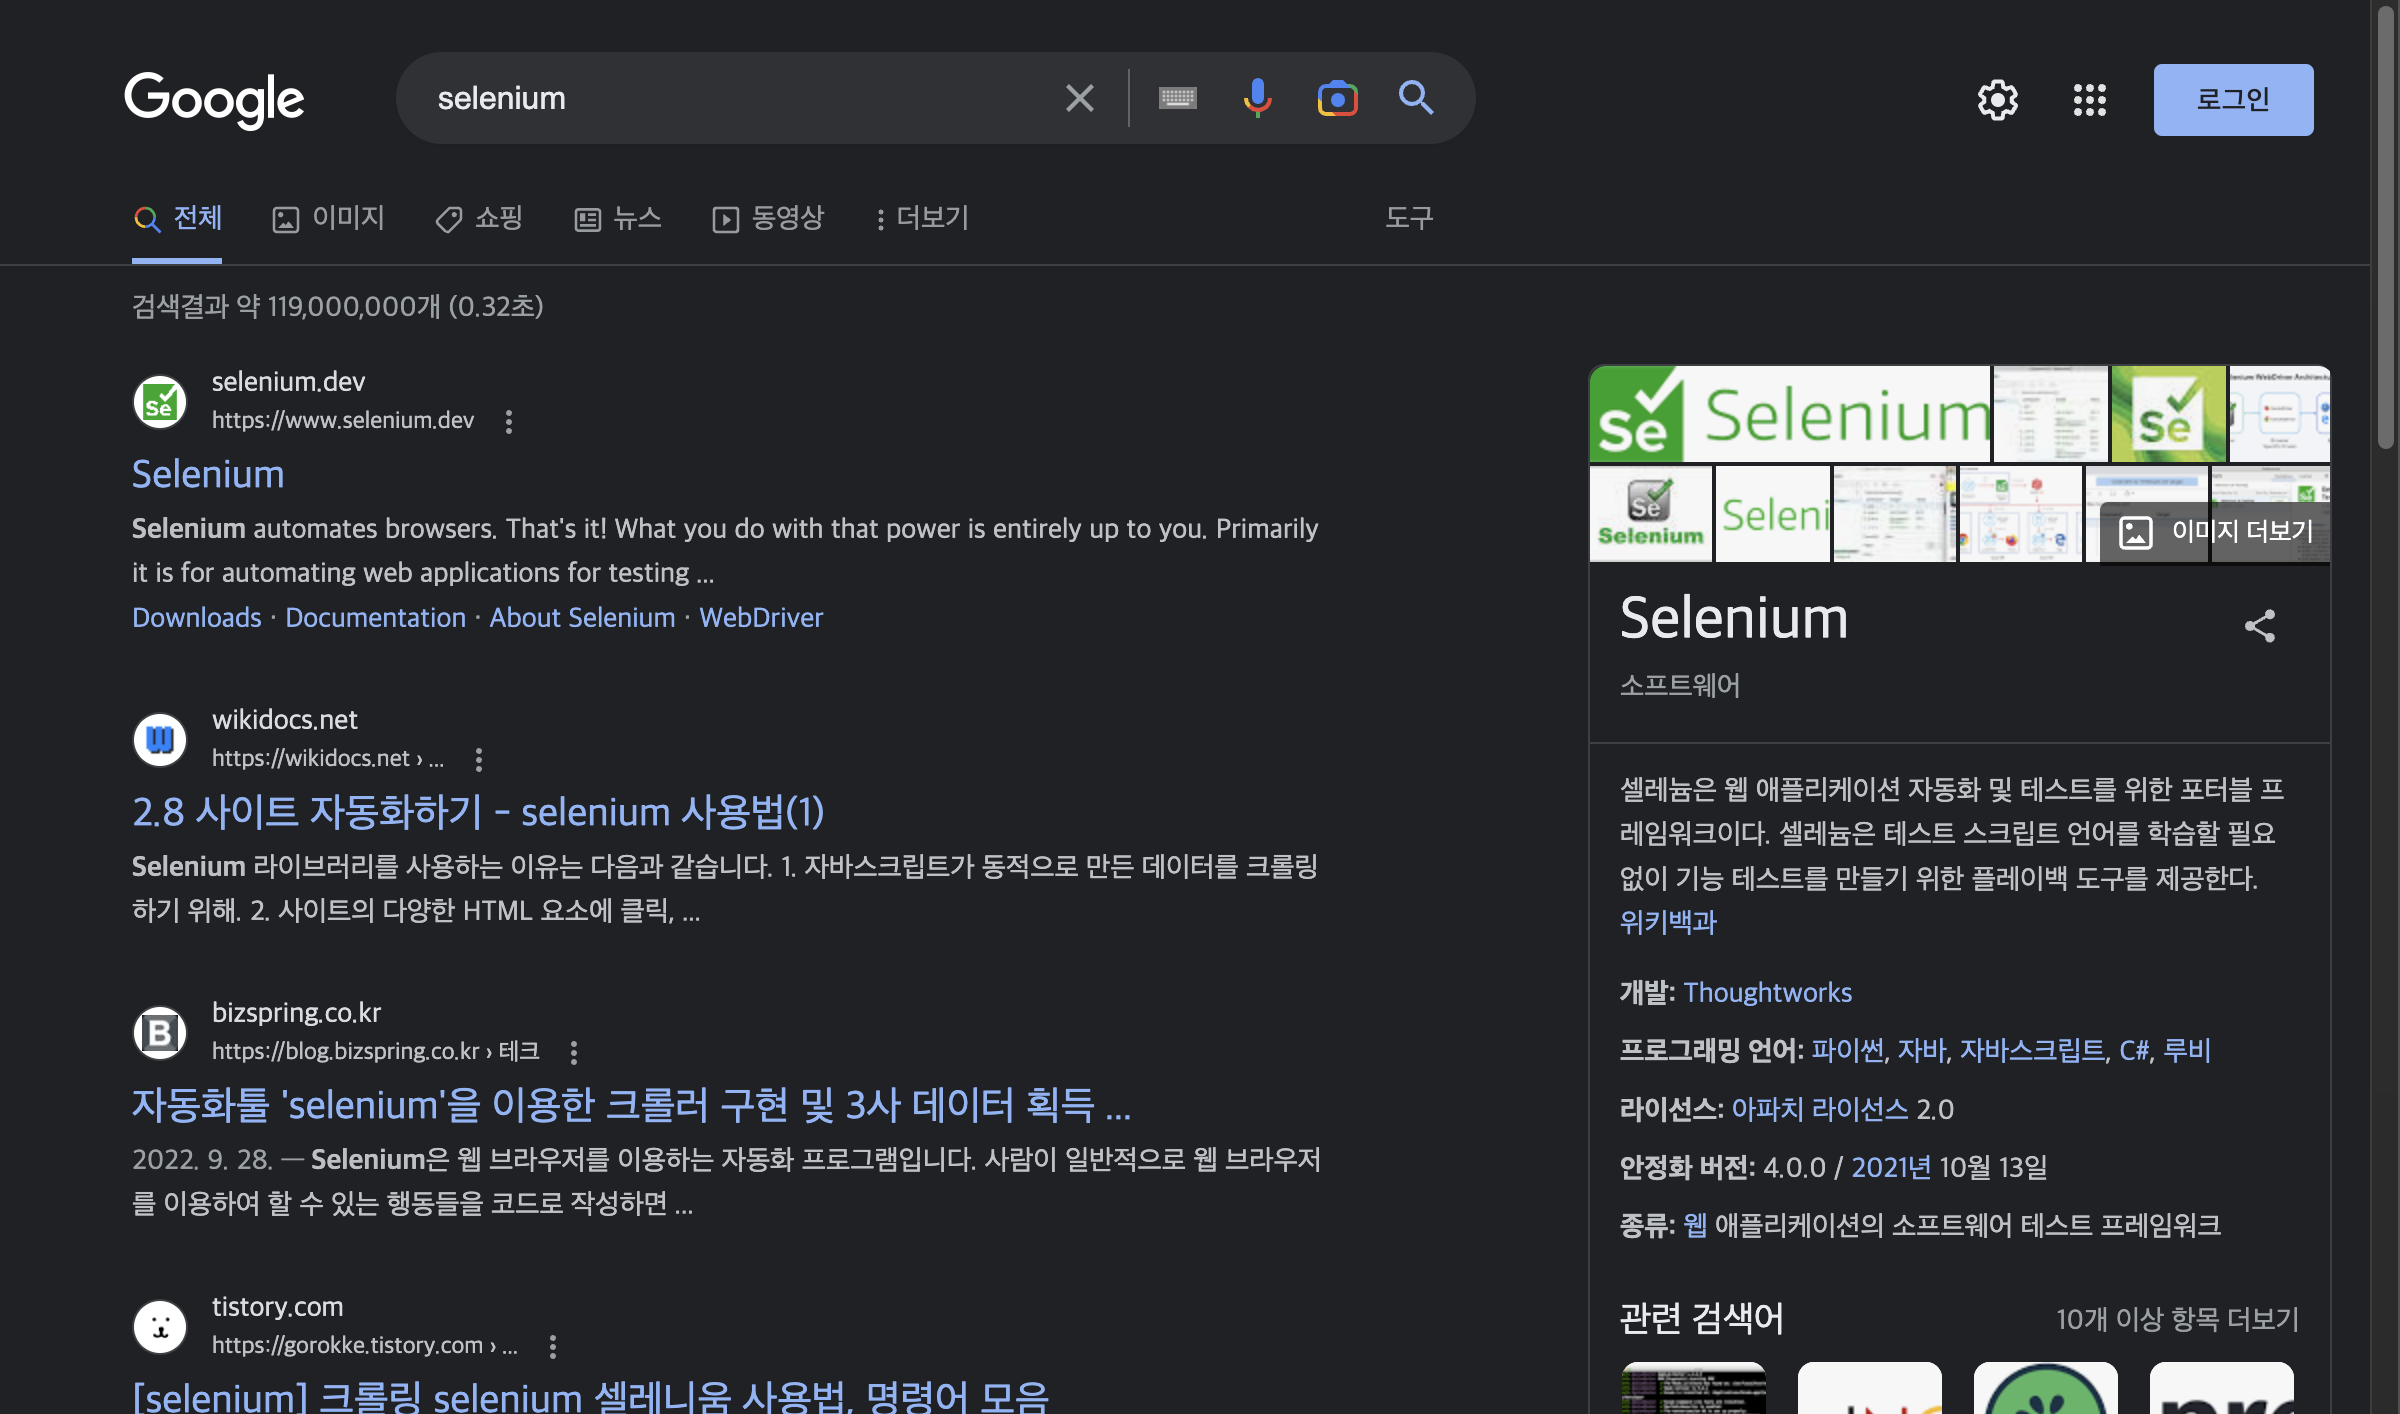 Google
selenium
로그인
전체
이미지
쇼핑
뉴스
동영상
더보기
도구
검색결과 약 119,000,000개 (0.32초)
selenium.dev
https://www.selenium.dev
Selenium
Selenium automates browsers. That's it! What you do with that power is entirely up to you. Primarily
it is for automating web applications for testing ...
Downloads · Documentation · About Selenium · WebDriver
wikidocs.net
https://wikidocs.net › ...
2.8 사이트 자동화하기 - selenium 사용법(1)
Selenium 라이브러리를 사용하는 이유는 다음과 같습니다. 1. 자바스크립트가 동적으로 만든 데이터를 크롤링
하기 위해. 2. 사이트의 다양한 HTML 요소에 클릭, ...
bizspring.co.kr
https://blog.bizspring.co.kr › 테크
자동화툴 'selenium'을 이용한 크롤러 구현 및 3사 데이터 획득 ...
2022. 9. 28. — Selenium은 웹 브라우저를 이용하는 자동화 프로그램입니다. 사람이 일반적으로 웹 브라우저
를 이용하여 할 수 있는 행동들을 코드로 작성하면 ...
tistory.com
https://gorokke.tistory.com › ...
[selenium] 크롤링 selenium 셀레니움 사용법, 명령어 모음
Se Selenium
Se
Se
Selenium
Seleni
이미지 더보기
Selenium
소프트웨어
셀레늄은 웹 애플리케이션 자동화 및 테스트를 위한 포터블 프
레임워크이다. 셀레늄은 테스트 스크립트 언어를 학습할 필요
없이 기능 테스트를 만들기 위한 플레이백 도구를 제공한다.
위키백과
개발: Thoughtworks
프로그래밍 언어: 파이썬, 자바, 자바스크립트, C#, 루비
라이선스: 아파치 라이선스 2.0
안정화 버전: 4.0.0 / 2021년 10월 13일
종류: 웹 애플리케이션의 소프트웨어 테스트 프레임워크
관련 검색어
10개 이상 항목 더보기